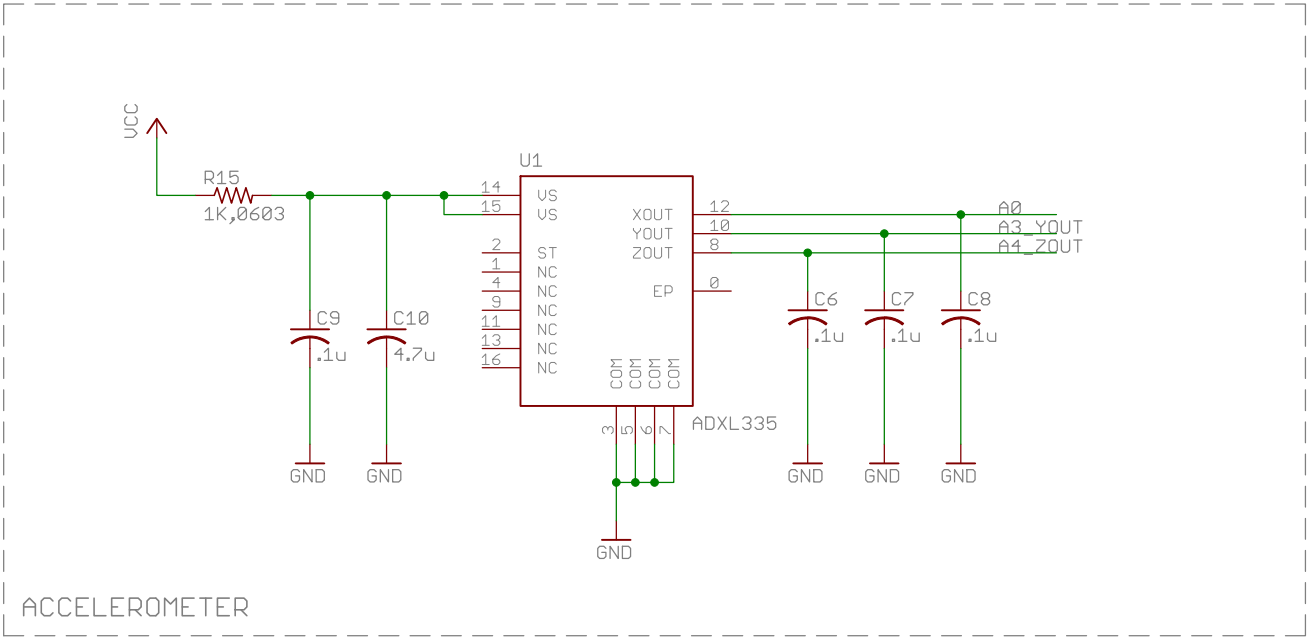 VCC
R15
1K,0603
C9
.1u
C10
4.7u
GND
GND
U1
14 VS
15 VS
2 ST
1 NC
4 NC
9 NC
11 NC
13 NC
16 NC
XOUT 12
YOUT 10
ZOUT 8
EP 0
COM
COM
COM
COM
3
5
6
7
ADXL335
GND
A0
A3_YOUT
A4_ZOUT
C6
.1u
C7
.1u
C8
.1u
GND
GND
GND
ACCELEROMETER